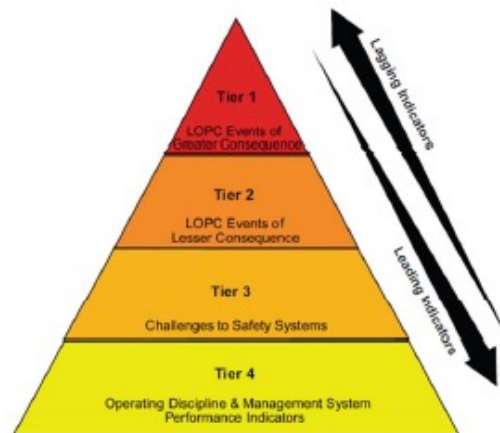 Tier 1
LOPC Events of
Greater Consequence
Tier 2
LOPC Events of
Lesser Consequence
Tier 3
Challenges to Safety Systems
Tier 4
Operating Discipline & Management System
Performance Indicators
Lagging Indicators
Leading Indicators